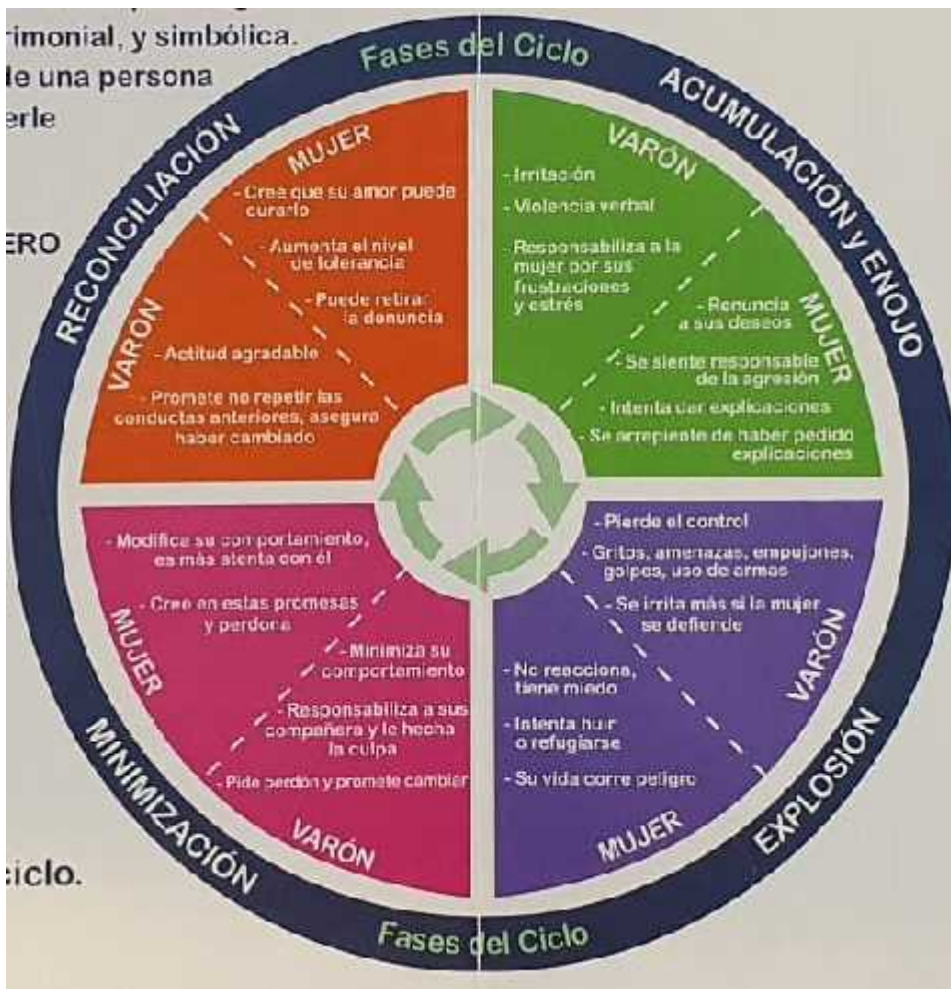 rimonial, y simbólica.
de una persona
erle
ERO
ciclo.
Fases del Ciclo
ACUMULACIÓN y ENOJO
VARÓN
- Irritación
- Violencia verbal
- Responsabiliza a la
mujer por sus
frustraciones
y estrés
MUJER
- Renuncia
a sus deseos
- Se siente responsable
de la agresión
- Intenta dar explicaciones
- Se arrepiente de haber pedido
explicaciones
EXPLOSIÓN
VARÓN
- Pierde el control
- Gritos, amenazas, empujones,
golpes, uso de armas
- Se irrita más si la mujer
se defiende
MUJER
- No reacciona,
tiene miedo
- Intenta huir
o refugiarse
- Su vida corre peligro
MINIMIZACIÓN
MUJER
- Modifica su comportamiento,
es más atenta con él
- Cree en estas promesas
y perdona
VARÓN
- Minimiza su
comportamiento
- Responsabiliza a sus
compañera y le hecha
la culpa
- Pide perdón y promete cambiar
RECONCILIACIÓN
MUJER
- Cree que su amor puede
curarlo
- Aumenta el nivel
de tolerancia
- Puede retirar
la denuncia
VARÓN
- Actitud agradable
- Promete no repetir las
conductas anteriores, asegura
haber cambiado
Fases del Ciclo